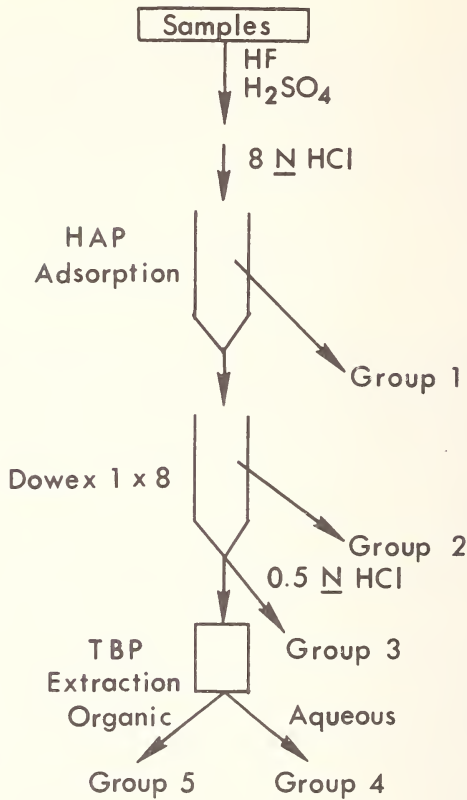 Samples
HF
H2SO4
8 N HCl
HAP
Adsorption
Group 1
Dowex 1 x 8
Group 2
0.5 N HCl
Group 3
TBP
Extraction
Organic
Aqueous
Group 5
Group 4